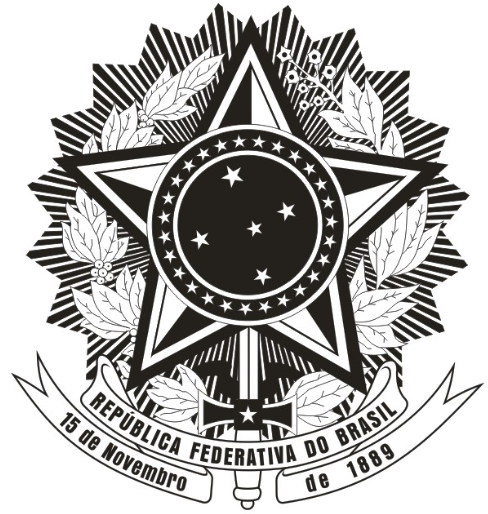 REPÚBLICA FEDERATIVA DO BRASIL
15 de Novembro de 1889